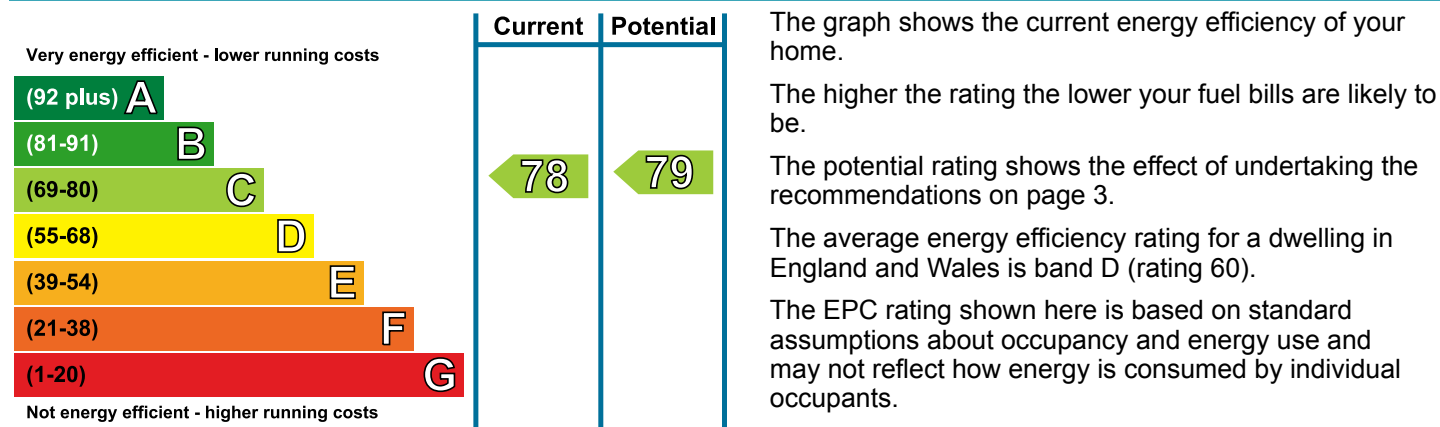 Current Potential
Very energy efficient - lower running costs
(92 plus) A
(81-91) B
(69-80) C
78 79
(55-68) D
(39-54) E
(21-38) F
(1-20) G
Not energy efficient - higher running costs
The graph shows the current energy efficiency of your
home.
The higher the rating the lower your fuel bills are likely to
be.
The potential rating shows the effect of undertaking the
recommendations on page 3.
The average energy efficiency rating for a dwelling in
England and Wales is band D (rating 60).
The EPC rating shown here is based on standard
assumptions about occupancy and energy use and
may not reflect how energy is consumed by individual
occupants.